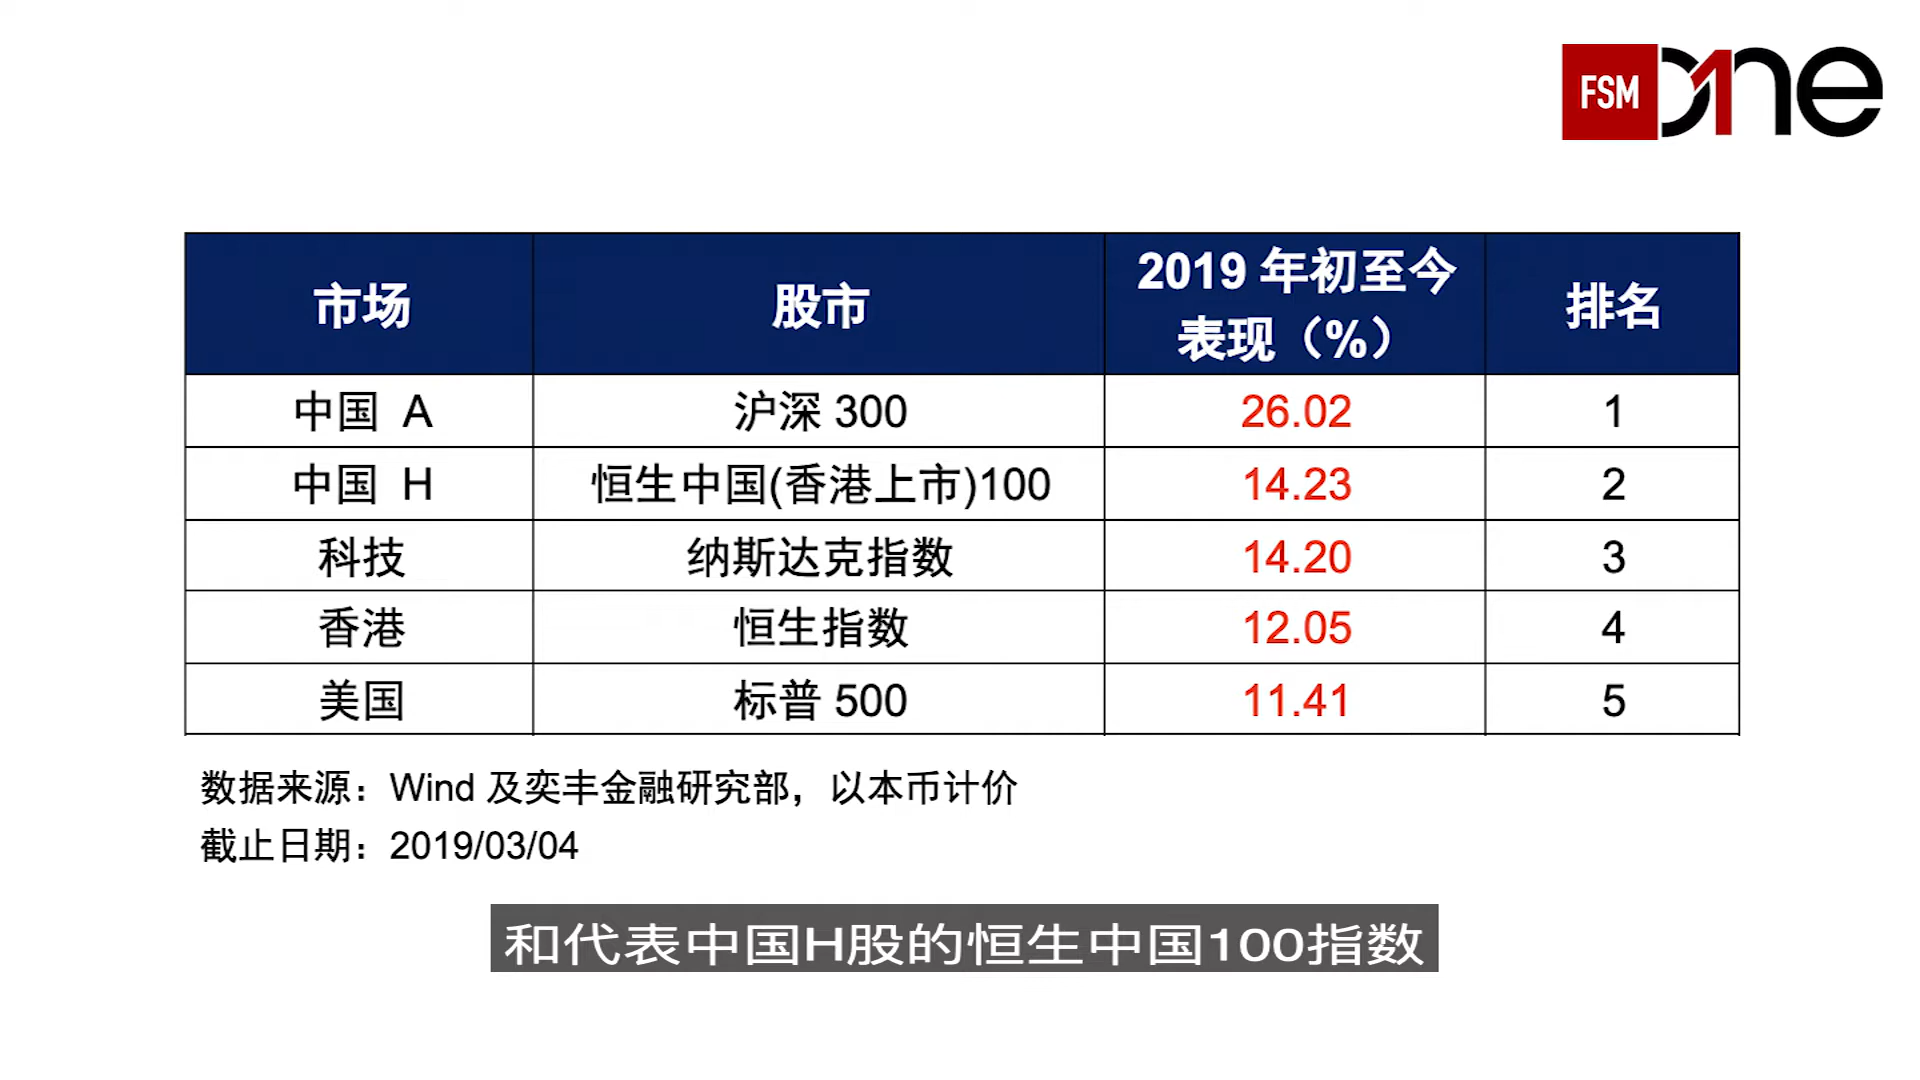 FSM One
市场 股市 2019 年初至今表现（%） 排名
中国 A 沪深 300 26.02 1
中国 H 恒生中国(香港上市)100 14.23 2
科技 纳斯达克指数 14.20 3
香港 恒生指数 12.05 4
美国 标普 500 11.41 5
数据来源：Wind 及奕丰金融研究部，以本币计价
截止日期：2019/03/04
和代表中国H股的恒生中国100指数